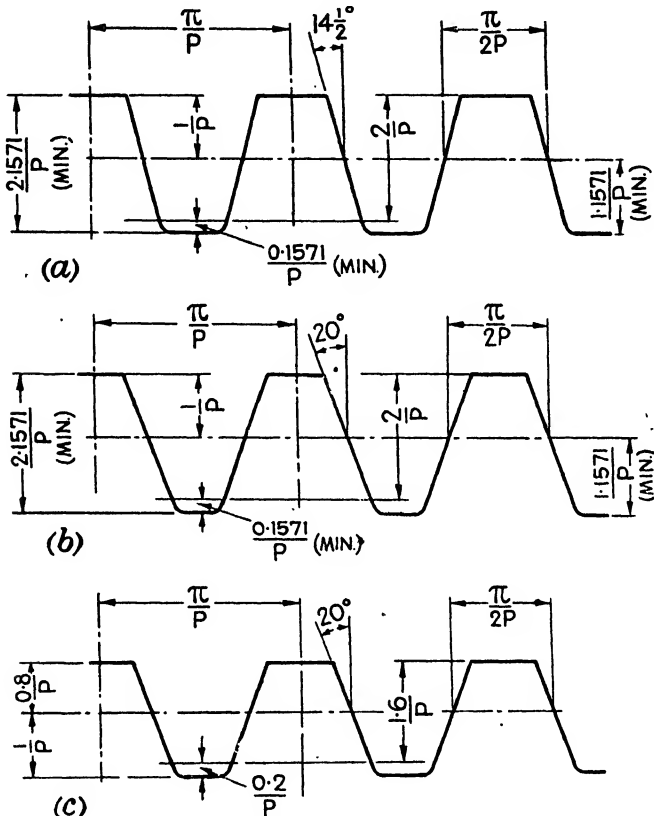 π/P 14½° π/2P
2·1571/P (MIN.) 1/P 2/P 1·1571/P (MIN.)
0·1571/P (MIN.)
(a)
π/P 20° π/2P
2·1571/P (MIN.) 1/P 2/P 1·1571/P (MIN.)
0·1571/P (MIN.)
(b)
π/P 20° π/2P
0·8/P 1·6/P
1/P
0·2/P
(c)